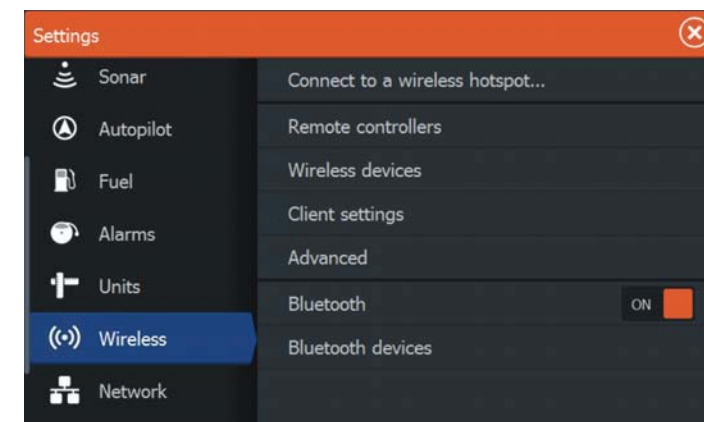 Settings
Sonar
Autopilot
Fuel
Alarms
Units
Wireless
Network
Connect to a wireless hotspot...
Remote controllers
Wireless devices
Client settings
Advanced
Bluetooth ON
Bluetooth devices